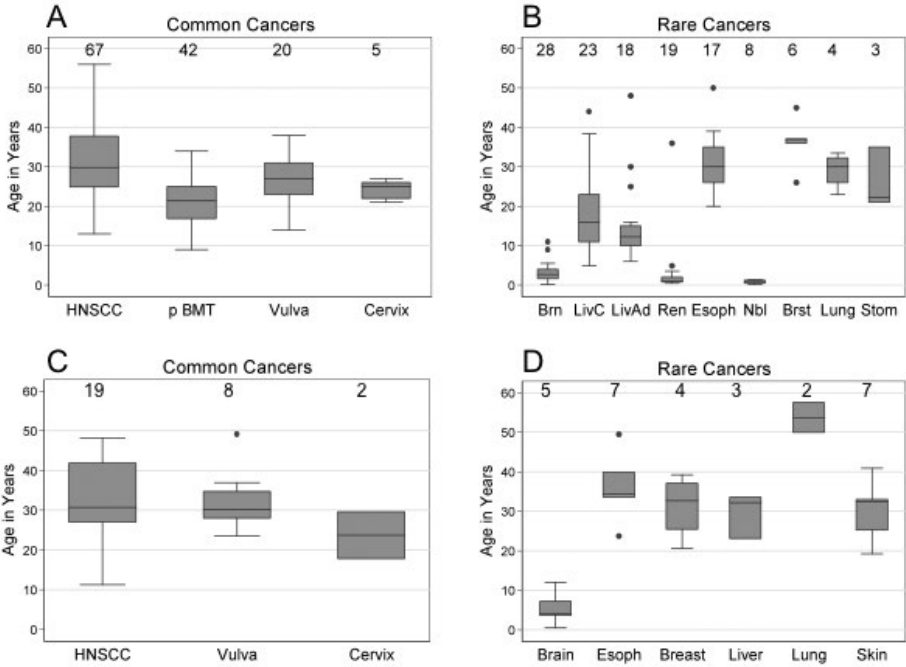 A
Common Cancers
67 42 20 5
60
50
40
30
20
10
0
Age in Years
HNSCC p BMT Vulva Cervix
B
Rare Cancers
28 23 18 19 17 8 6 4 3
60
50
40
30
20
10
0
Age in Years
Brn LivC LivAd Ren Esoph Nbl Brst Lung Stom
C
Common Cancers
19 8 2
60
50
40
30
20
10
0
Age in Years
HNSCC Vulva Cervix
D
Rare Cancers
5 7 4 3 2 7
60
50
40
30
20
10
0
Age in Years
Brain Esoph Breast Liver Lung Skin